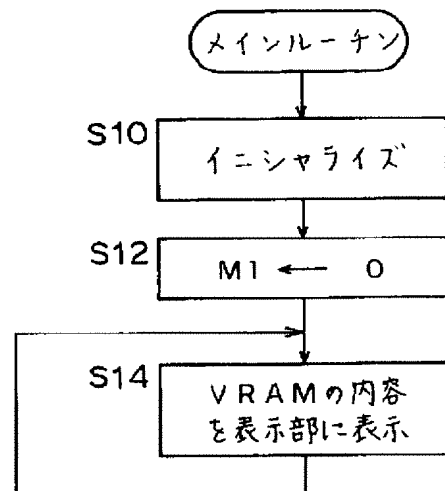 メインルーチン
S10
イニシャライズ
S12
M1 ← 0
S14
VRAMの内容
を表示部に表示